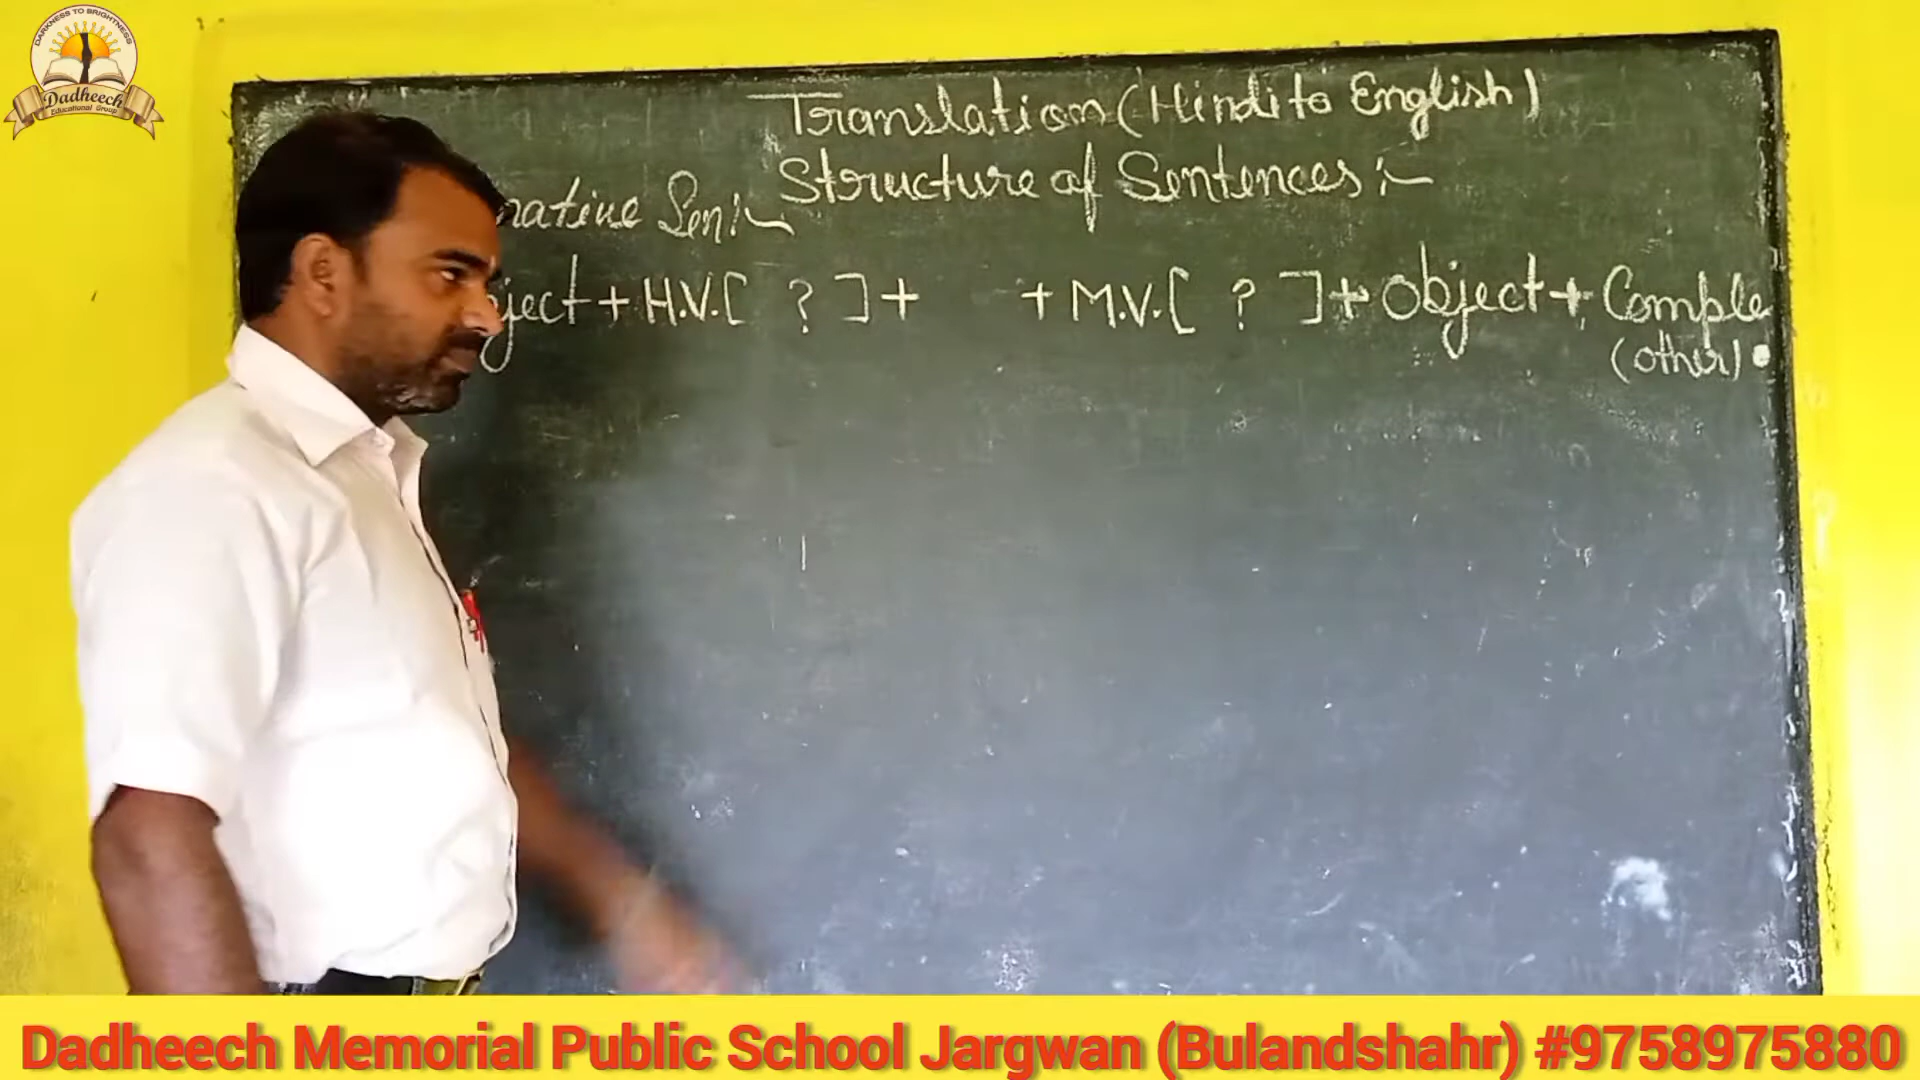 DARKNESS TO BRIGHTNESS
Dadheech
Educational Group
Translation (Hindi to English)
Structure of Sentences :-
native Sen:-
ject + H.V. [ ? ] + + M.V. [ ? ] + Object + Comple
(other)
Dadheech Memorial Public School Jargwan (Bulandshahr) #9758975880